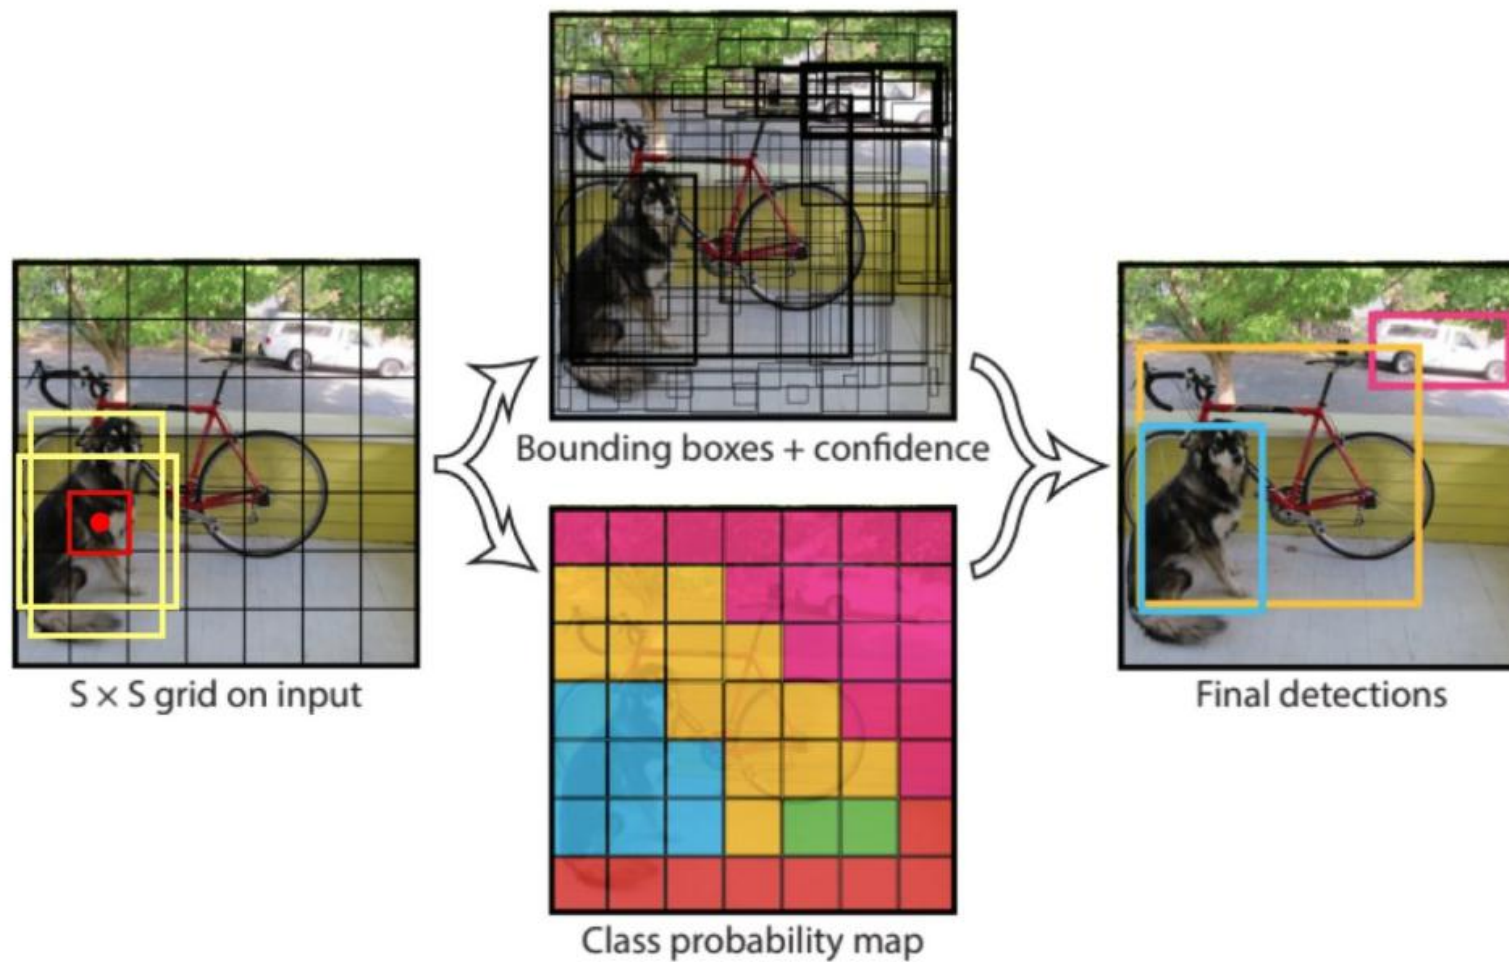 S × S grid on input
Bounding boxes + confidence
Class probability map
Final detections